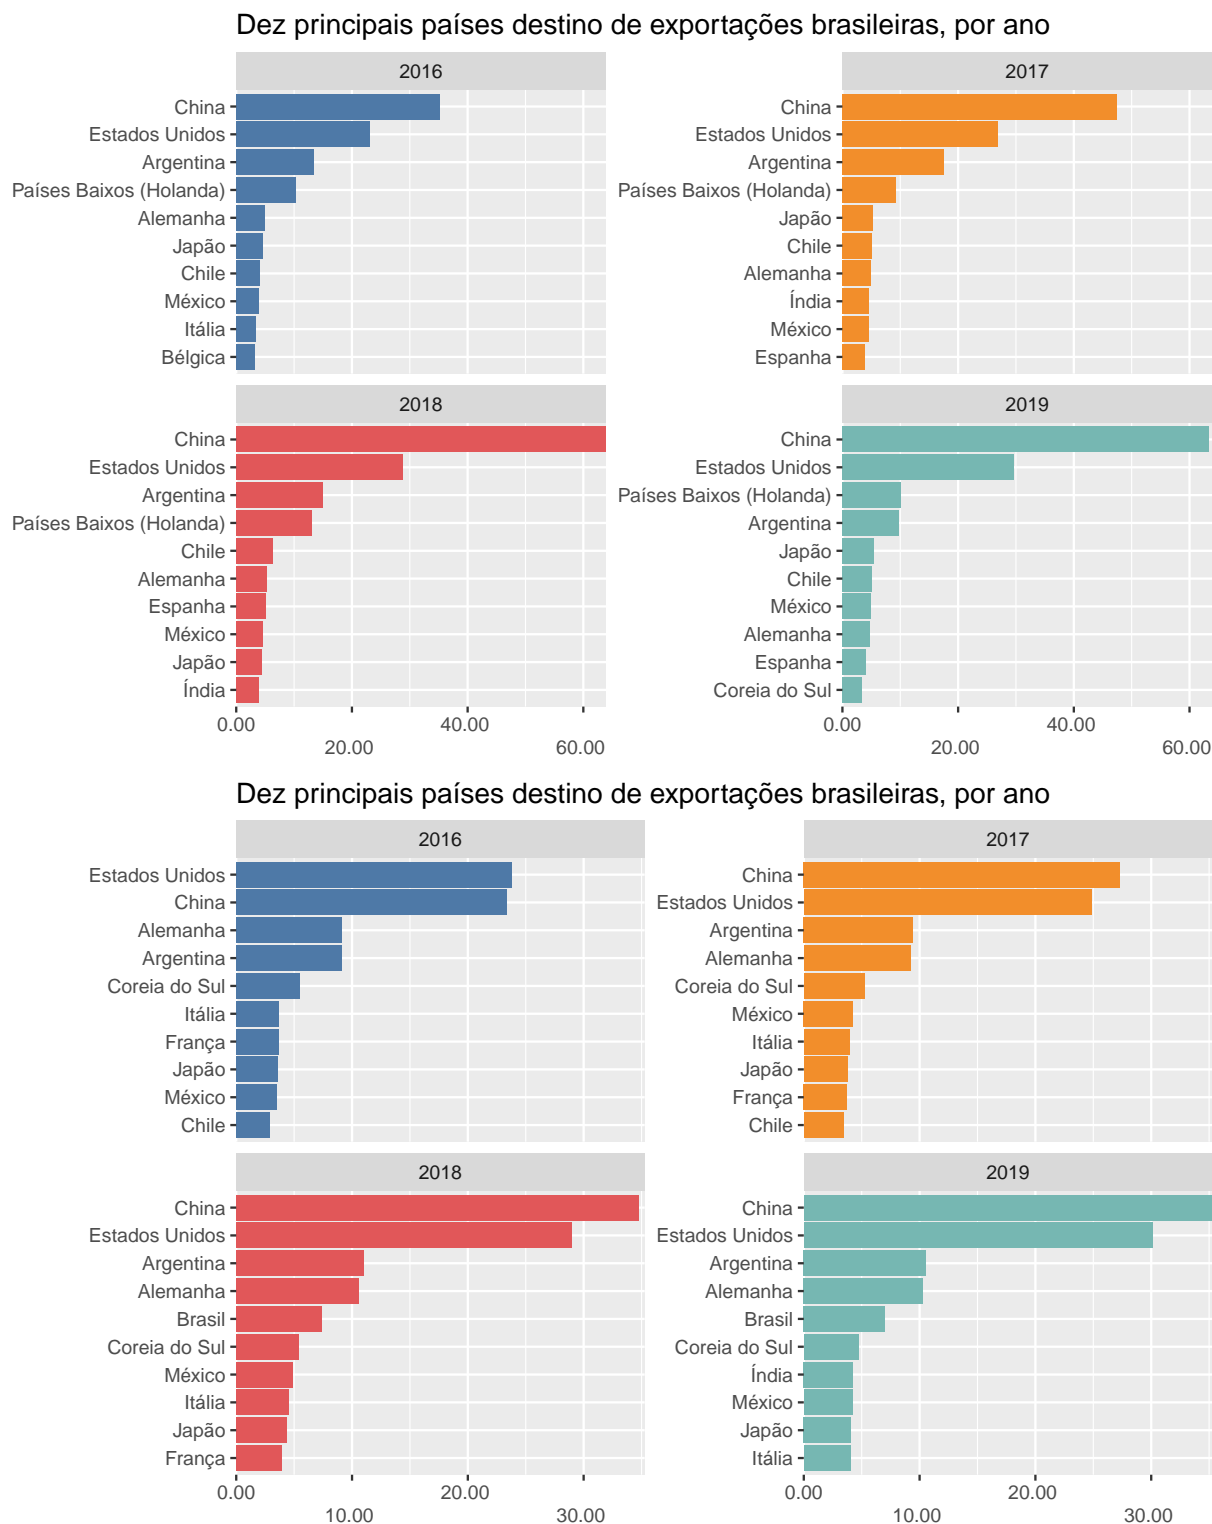 Dez principais países destino de exportações brasileiras, por ano
2016
China
Estados Unidos
Argentina
Países Baixos (Holanda)
Alemanha
Japão
Chile
México
Itália
Bélgica
2017
China
Estados Unidos
Argentina
Países Baixos (Holanda)
Japão
Chile
Alemanha
Índia
México
Espanha
2018
China
Estados Unidos
Argentina
Países Baixos (Holanda)
Chile
Alemanha
Espanha
México
Japão
Índia
0.00
20.00
40.00
60.00
2019
China
Estados Unidos
Países Baixos (Holanda)
Argentina
Japão
Chile
México
Alemanha
Espanha
Coreia do Sul
0.00
20.00
40.00
60.00
Dez principais países destino de exportações brasileiras, por ano
2016
Estados Unidos
China
Alemanha
Argentina
Coreia do Sul
Itália
França
Japão
México
Chile
2017
China
Estados Unidos
Argentina
Alemanha
Coreia do Sul
México
Itália
Japão
França
Chile
2018
China
Estados Unidos
Argentina
Alemanha
Brasil
Coreia do Sul
México
Itália
Japão
França
0.00
10.00
20.00
30.00
2019
China
Estados Unidos
Argentina
Alemanha
Brasil
Coreia do Sul
Índia
México
Japão
Itália
0.00
10.00
20.00
30.00